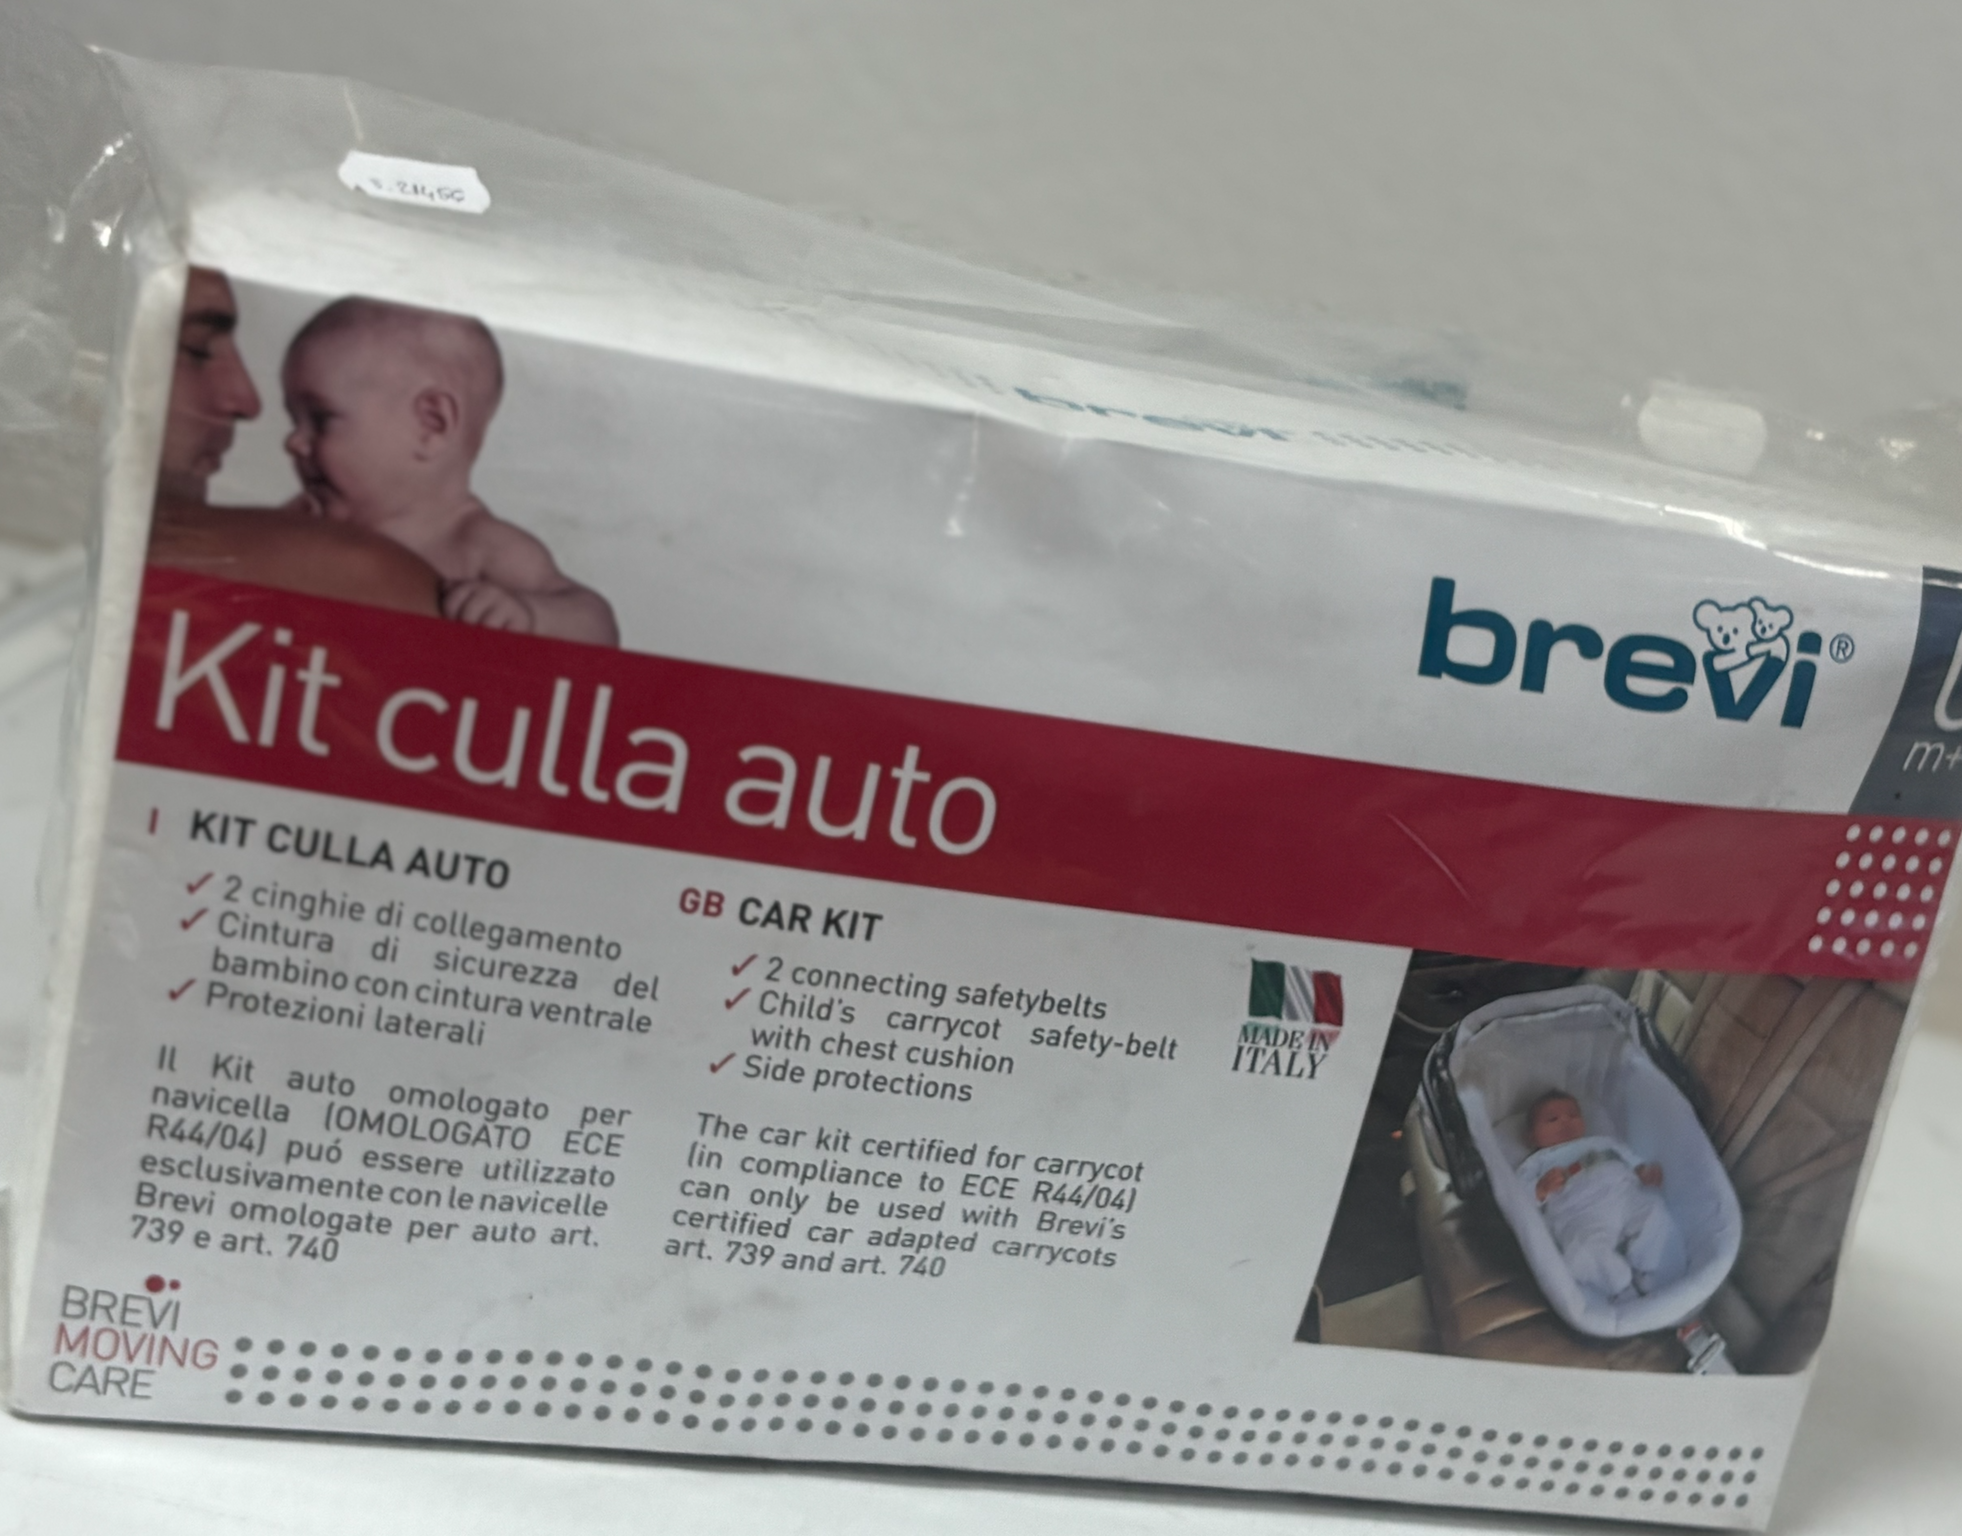 brevi
brevi®
m+
Kit culla auto
I KIT CULLA AUTO
✓ 2 cinghie di collegamento
✓ Cintura di sicurezza del
bambino con cintura ventrale
✓ Protezioni laterali
Il Kit auto omologato per
navicella (OMOLOGATO ECE
R44/04) puó essere utilizzato
esclusivamente con le navicelle
Brevi omologate per auto art.
739 e art. 740
GB CAR KIT
✓ 2 connecting safetybelts
✓ Child's carrycot safety-belt
with chest cushion
✓ Side protections
The car kit certified for carrycot
(in compliance to ECE R44/04)
can only be used with Brevi's
certified car adapted carrycots
art. 739 and art. 740
MADE IN
ITALY
BREVI
MOVING
CARE